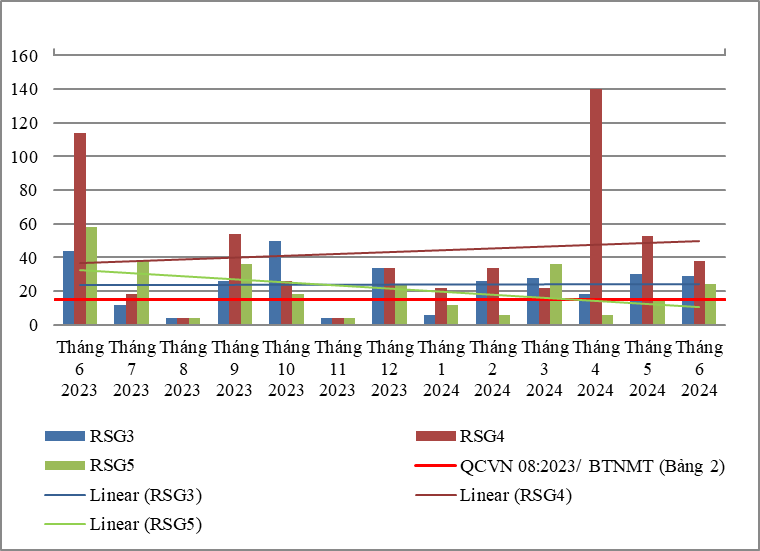 160
140
120
100
80
60
40
20
0
Tháng Tháng Tháng Tháng Tháng Tháng Tháng Tháng Tháng Tháng Tháng Tháng Tháng
6 7 8 9 10 11 12 1 2 3 4 5 6
2023 2023 2023 2023 2023 2023 2023 2024 2024 2024 2024 2024 2024
RSG3 RSG4
RSG5 QCVN 08:2023/ BTNMT (Bảng 2)
Linear (RSG3) Linear (RSG4)
Linear (RSG5)